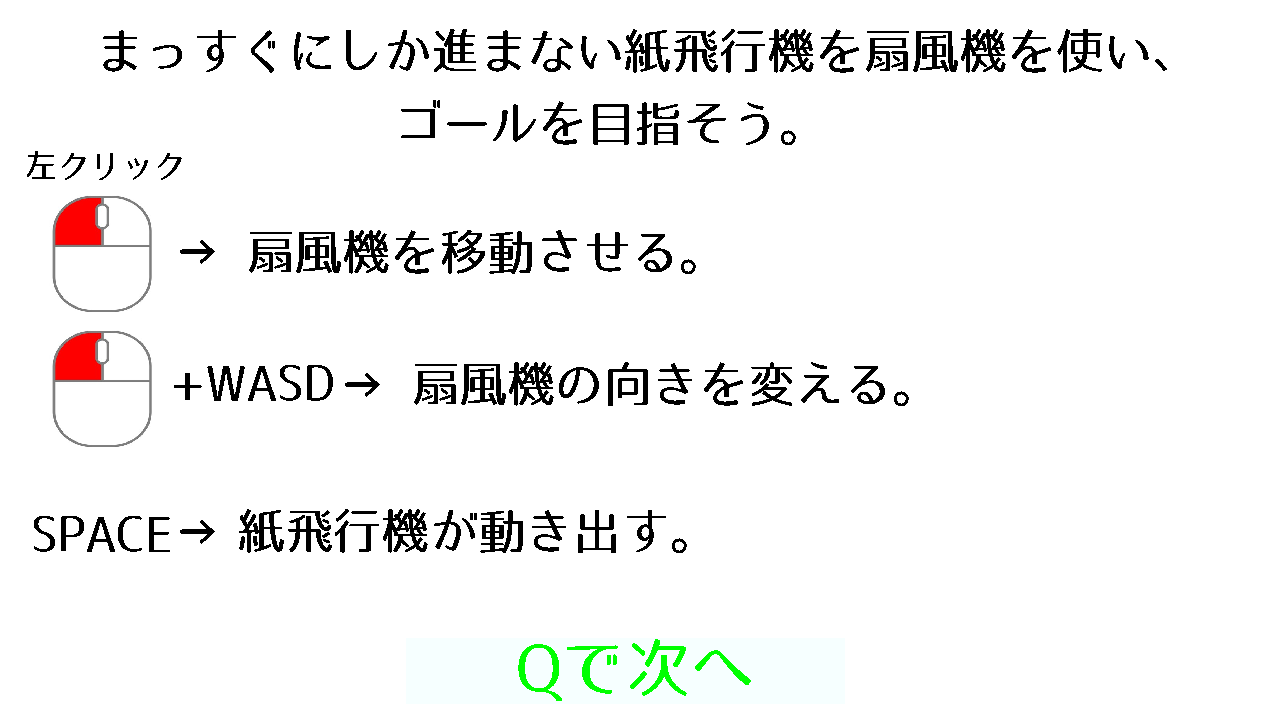 まっすぐにしか進まない紙飛行機を扇風機を使い、
ゴールを目指そう。
左クリック
→ 扇風機を移動させる。
+WASD→ 扇風機の向きを変える。
SPACE→ 紙飛行機が動き出す。
Qで次へ